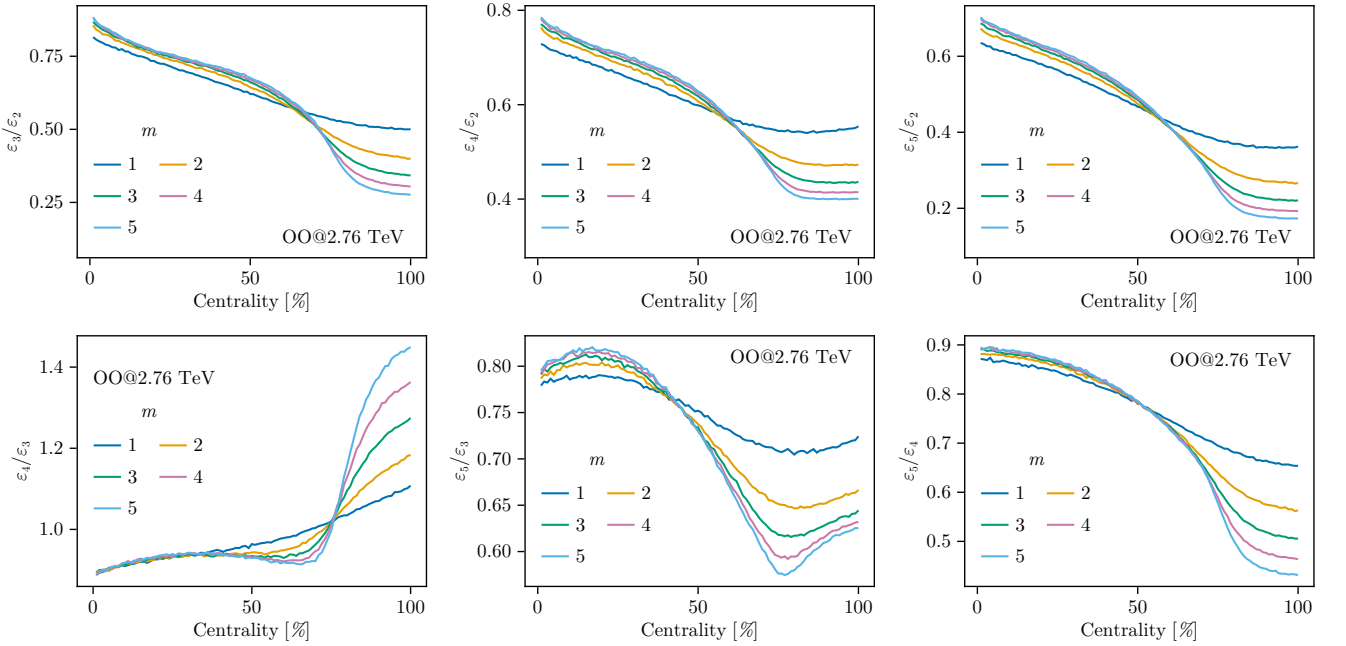 ε₃/ε₂
0.75
0.50
0.25
m
1 2
3 4
5
OO@2.76 TeV
0 50 100
Centrality [%]
ε₄/ε₂
0.8
0.6
0.4
m
1 2
3 4
5
OO@2.76 TeV
0 50 100
Centrality [%]
ε₅/ε₂
0.6
0.4
0.2
m
1 2
3 4
5
OO@2.76 TeV
0 50 100
Centrality [%]
ε₄/ε₃
1.4
1.2
1.0
OO@2.76 TeV
m
1 2
3 4
5
0 50 100
Centrality [%]
ε₅/ε₃
0.80
0.75
0.70
0.65
0.60
OO@2.76 TeV
m
1 2
3 4
5
0 50 100
Centrality [%]
ε₅/ε₄
0.9
0.8
0.7
0.6
0.5
OO@2.76 TeV
m
1 2
3 4
5
0 50 100
Centrality [%]